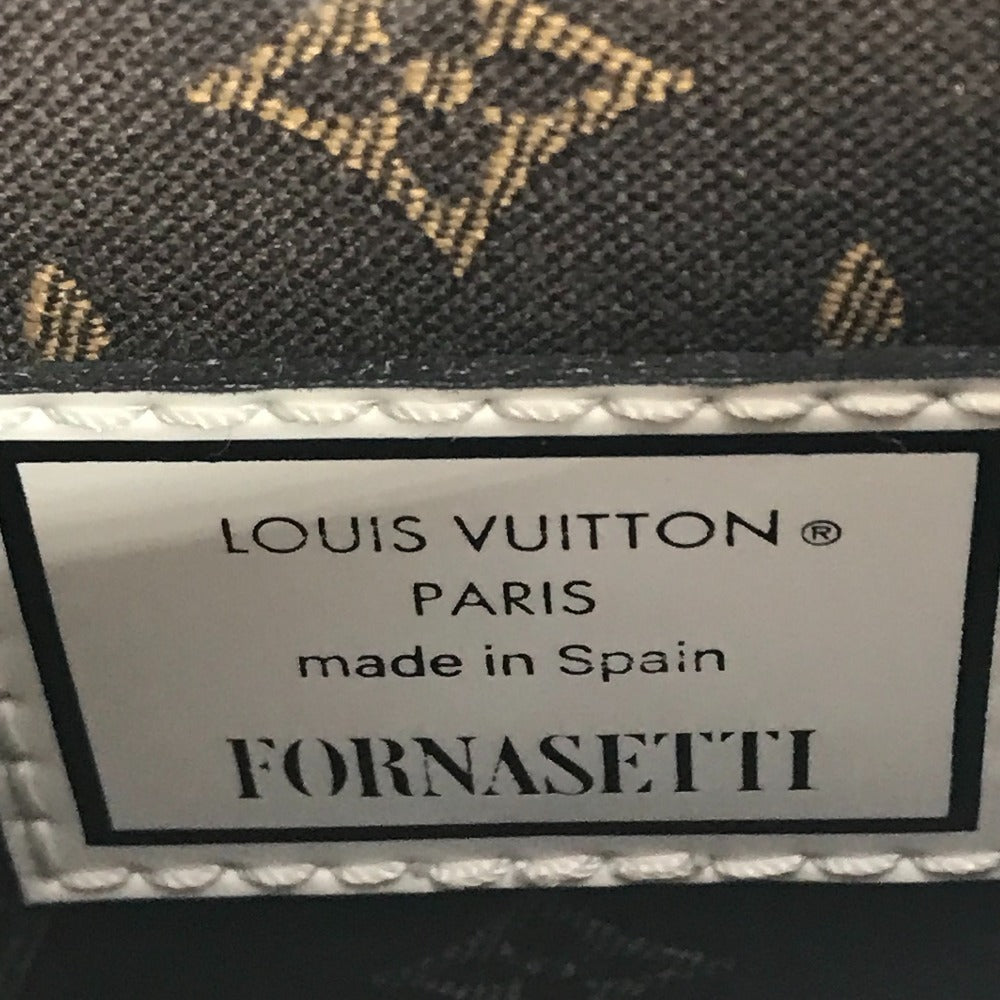 LOUIS VUITTON ®
PARIS
made in Spain
FORNASETTI